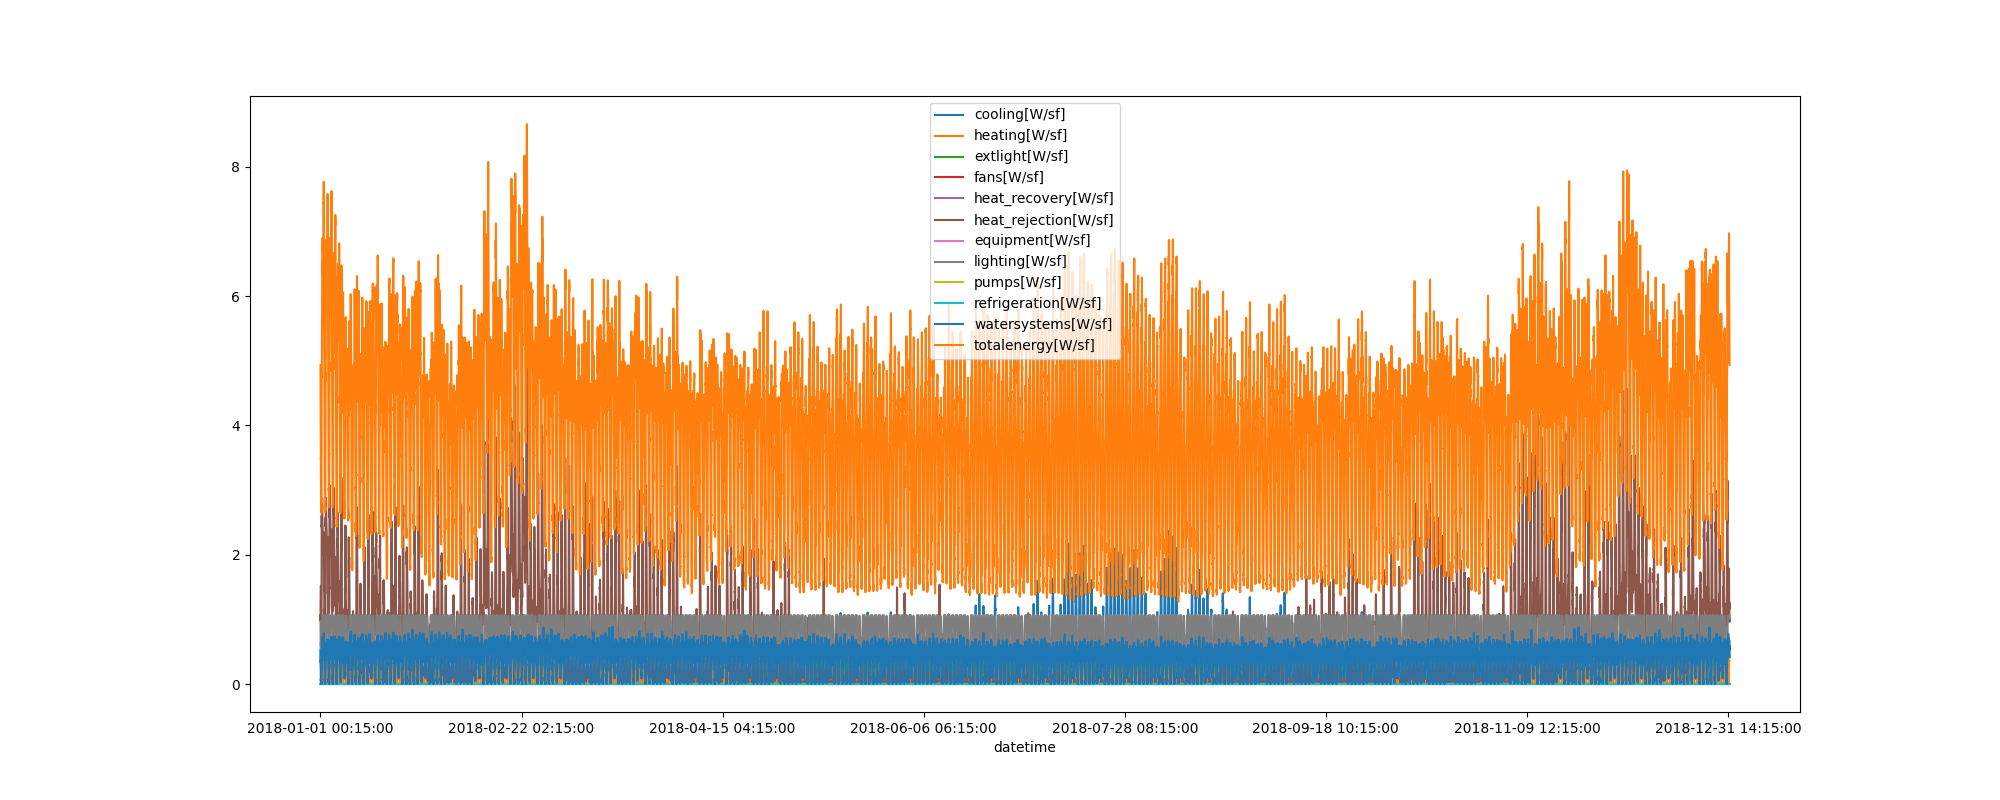 cooling[W/sf]
heating[W/sf]
extlight[W/sf]
fans[W/sf]
heat_recovery[W/sf]
heat_rejection[W/sf]
equipment[W/sf]
lighting[W/sf]
pumps[W/sf]
refrigeration[W/sf]
watersystems[W/sf]
totalenergy[W/sf]
8
6
4
2
0
2018-01-01 00:15:00
2018-02-22 02:15:00
2018-04-15 04:15:00
2018-06-06 06:15:00
2018-07-28 08:15:00
2018-09-18 10:15:00
2018-11-09 12:15:00
2018-12-31 14:15:00
datetime